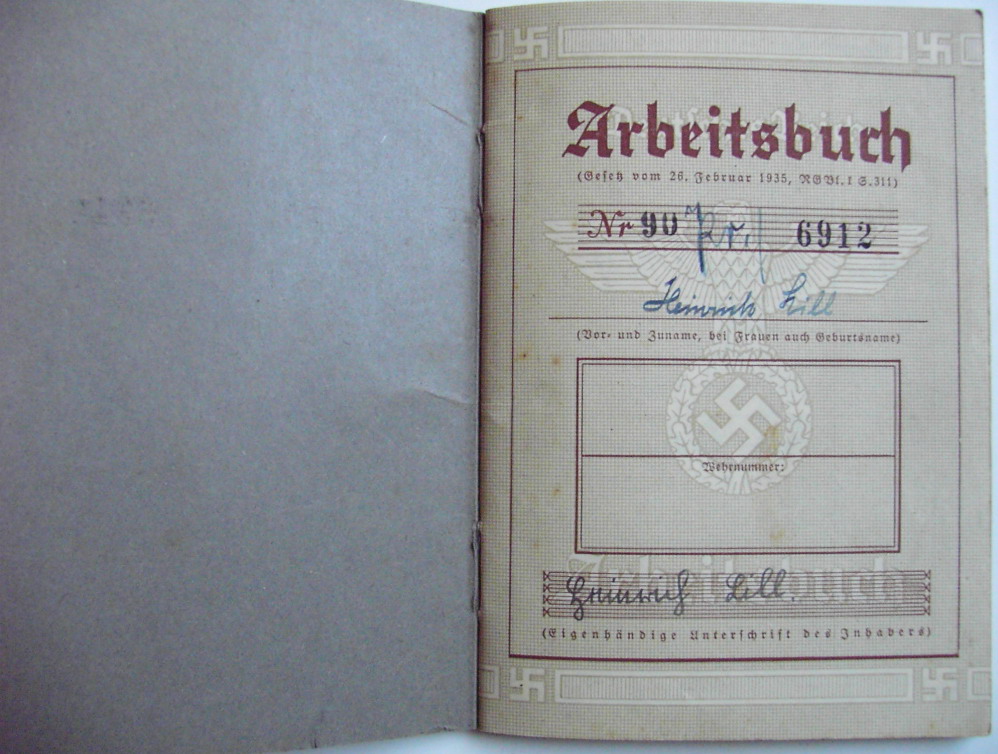 Arbeitsbuch
(Gesetz vom 26. Februar 1935, RGBl. I S. 311)
Nr 90 6912
Heinrich Lill
(Vor- und Zuname, bei Frauen auch Geburtsname)
Wehrnummer:
Heinrich Lill.
(Eigenhändige Unterschrift des Inhabers)